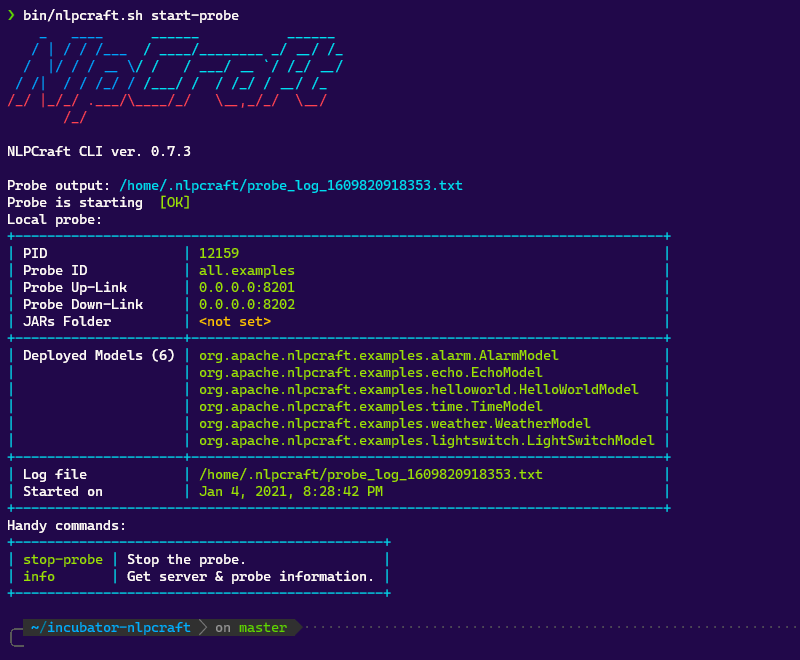 ❯ bin/nlpcraft.sh start-probe
NlpCraft
NLPCraft CLI ver. 0.7.3
Probe output: /home/.nlpcraft/probe_log_1609820918353.txt
Probe is starting [OK]
Local probe:
PID | 12159
Probe ID | all.examples
Probe Up-Link | 0.0.0.0:8201
Probe Down-Link | 0.0.0.0:8202
JARs Folder | <not set>
Deployed Models (6) | org.apache.nlpcraft.examples.alarm.AlarmModel
org.apache.nlpcraft.examples.echo.EchoModel
org.apache.nlpcraft.examples.helloworld.HelloWorldModel
org.apache.nlpcraft.examples.time.TimeModel
org.apache.nlpcraft.examples.weather.WeatherModel
org.apache.nlpcraft.examples.lightswitch.LightSwitchModel
Log file | /home/.nlpcraft/probe_log_1609820918353.txt
Started on | Jan 4, 2021, 8:28:42 PM
Handy commands:
stop-probe | Stop the probe.
info | Get server & probe information.
~/incubator-nlpcraft on master